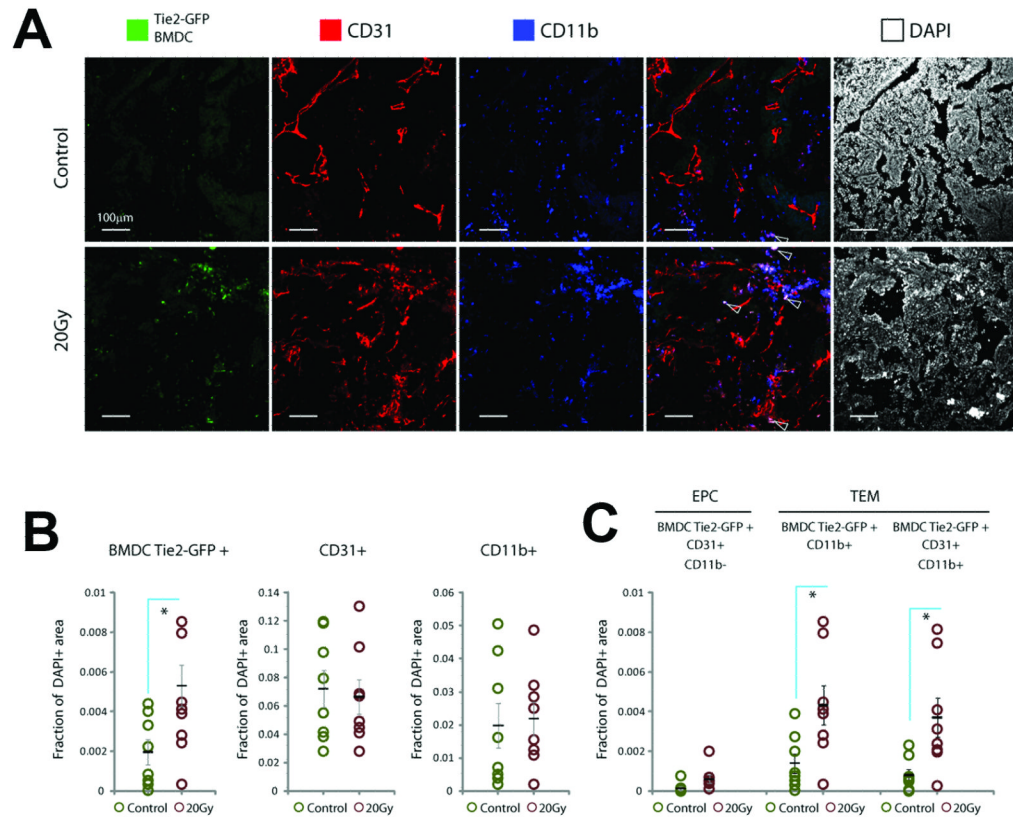 A
Tie2-GFP
BMDC
CD31
CD11b
DAPI
Control
100μm
20Gy
B
BMDC Tie2-GFP +
CD31+
CD11b+
Fraction of DAPI+ area
0.01
0.008
0.006
0.004
0.002
0
*
Control 20Gy
Fraction of DAPI+ area
0.14
0.12
0.1
0.08
0.06
0.04
0.02
0
Control 20Gy
Fraction of DAPI+ area
0.06
0.05
0.04
0.03
0.02
0.01
0
Control 20Gy
C
EPC
TEM
BMDC Tie2-GFP +
CD31+
CD11b-
BMDC Tie2-GFP +
CD11b+
BMDC Tie2-GFP +
CD31+
CD11b+
Fraction of DAPI+ area
0.01
0.008
0.006
0.004
0.002
0
*
*
Control 20Gy
Control 20Gy
Control 20Gy